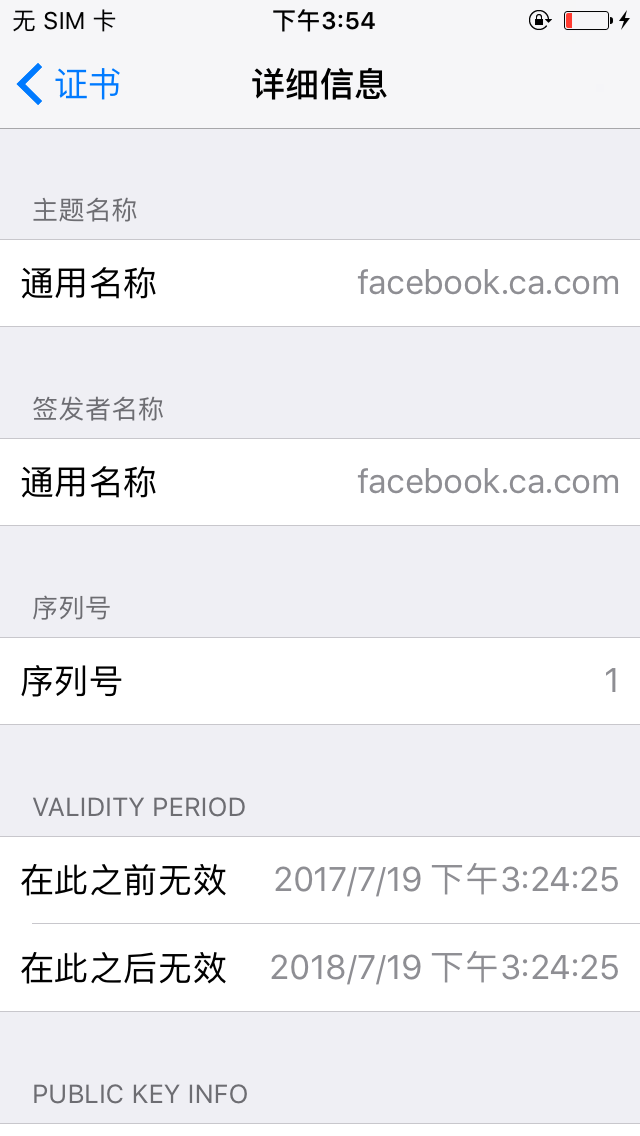 无 SIM 卡 下午3:54
证书 详细信息
主题名称
通用名称 facebook.ca.com
签发者名称
通用名称 facebook.ca.com
序列号
序列号 1
VALIDITY PERIOD
在此之前无效 2017/7/19 下午3:24:25
在此之后无效 2018/7/19 下午3:24:25
PUBLIC KEY INFO